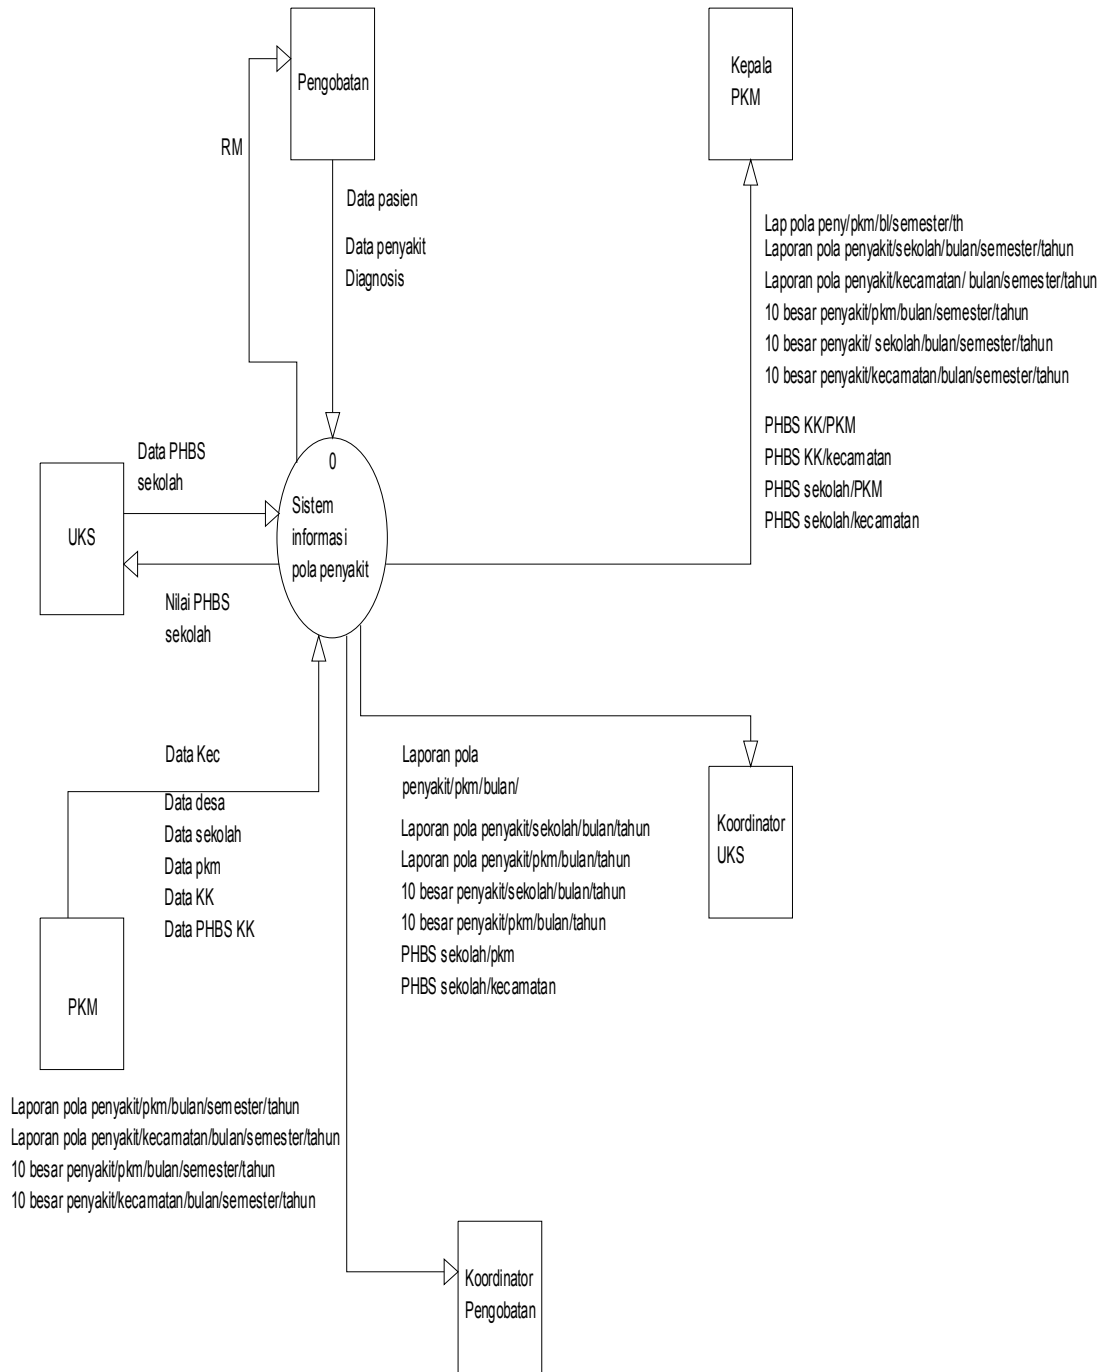 Pengobatan
Kepala
PKM
RM
Data pasien
Data penyakit
Diagnosis
Lap pola peny/pkm/bl/semester/th
Laporan pola penyakit/sekolah/bulan/semester/tahun
Laporan pola penyakit/kecamatan/ bulan/semester/tahun
10 besar penyakit/pkm/bulan/semester/tahun
10 besar penyakit/ sekolah/bulan/semester/tahun
10 besar penyakit/kecamatan/bulan/semester/tahun
PHBS KK/PKM
PHBS KK/kecamatan
PHBS sekolah/PKM
PHBS sekolah/kecamatan
Data PHBS
sekolah
UKS
0
Sistem
informasi
pola penyakit
Nilai PHBS
sekolah
Data Kec
Data desa
Data sekolah
Data pkm
Data KK
Data PHBS KK
Laporan pola
penyakit/pkm/bulan/
Laporan pola penyakit/sekolah/bulan/tahun
Laporan pola penyakit/pkm/bulan/tahun
10 besar penyakit/sekolah/bulan/tahun
10 besar penyakit/pkm/bulan/tahun
PHBS sekolah/pkm
PHBS sekolah/kecamatan
Koordinator
UKS
PKM
Laporan pola penyakit/pkm/bulan/semester/tahun
Laporan pola penyakit/kecamatan/bulan/semester/tahun
10 besar penyakit/pkm/bulan/semester/tahun
10 besar penyakit/kecamatan/bulan/semester/tahun
Koordinator
Pengobatan